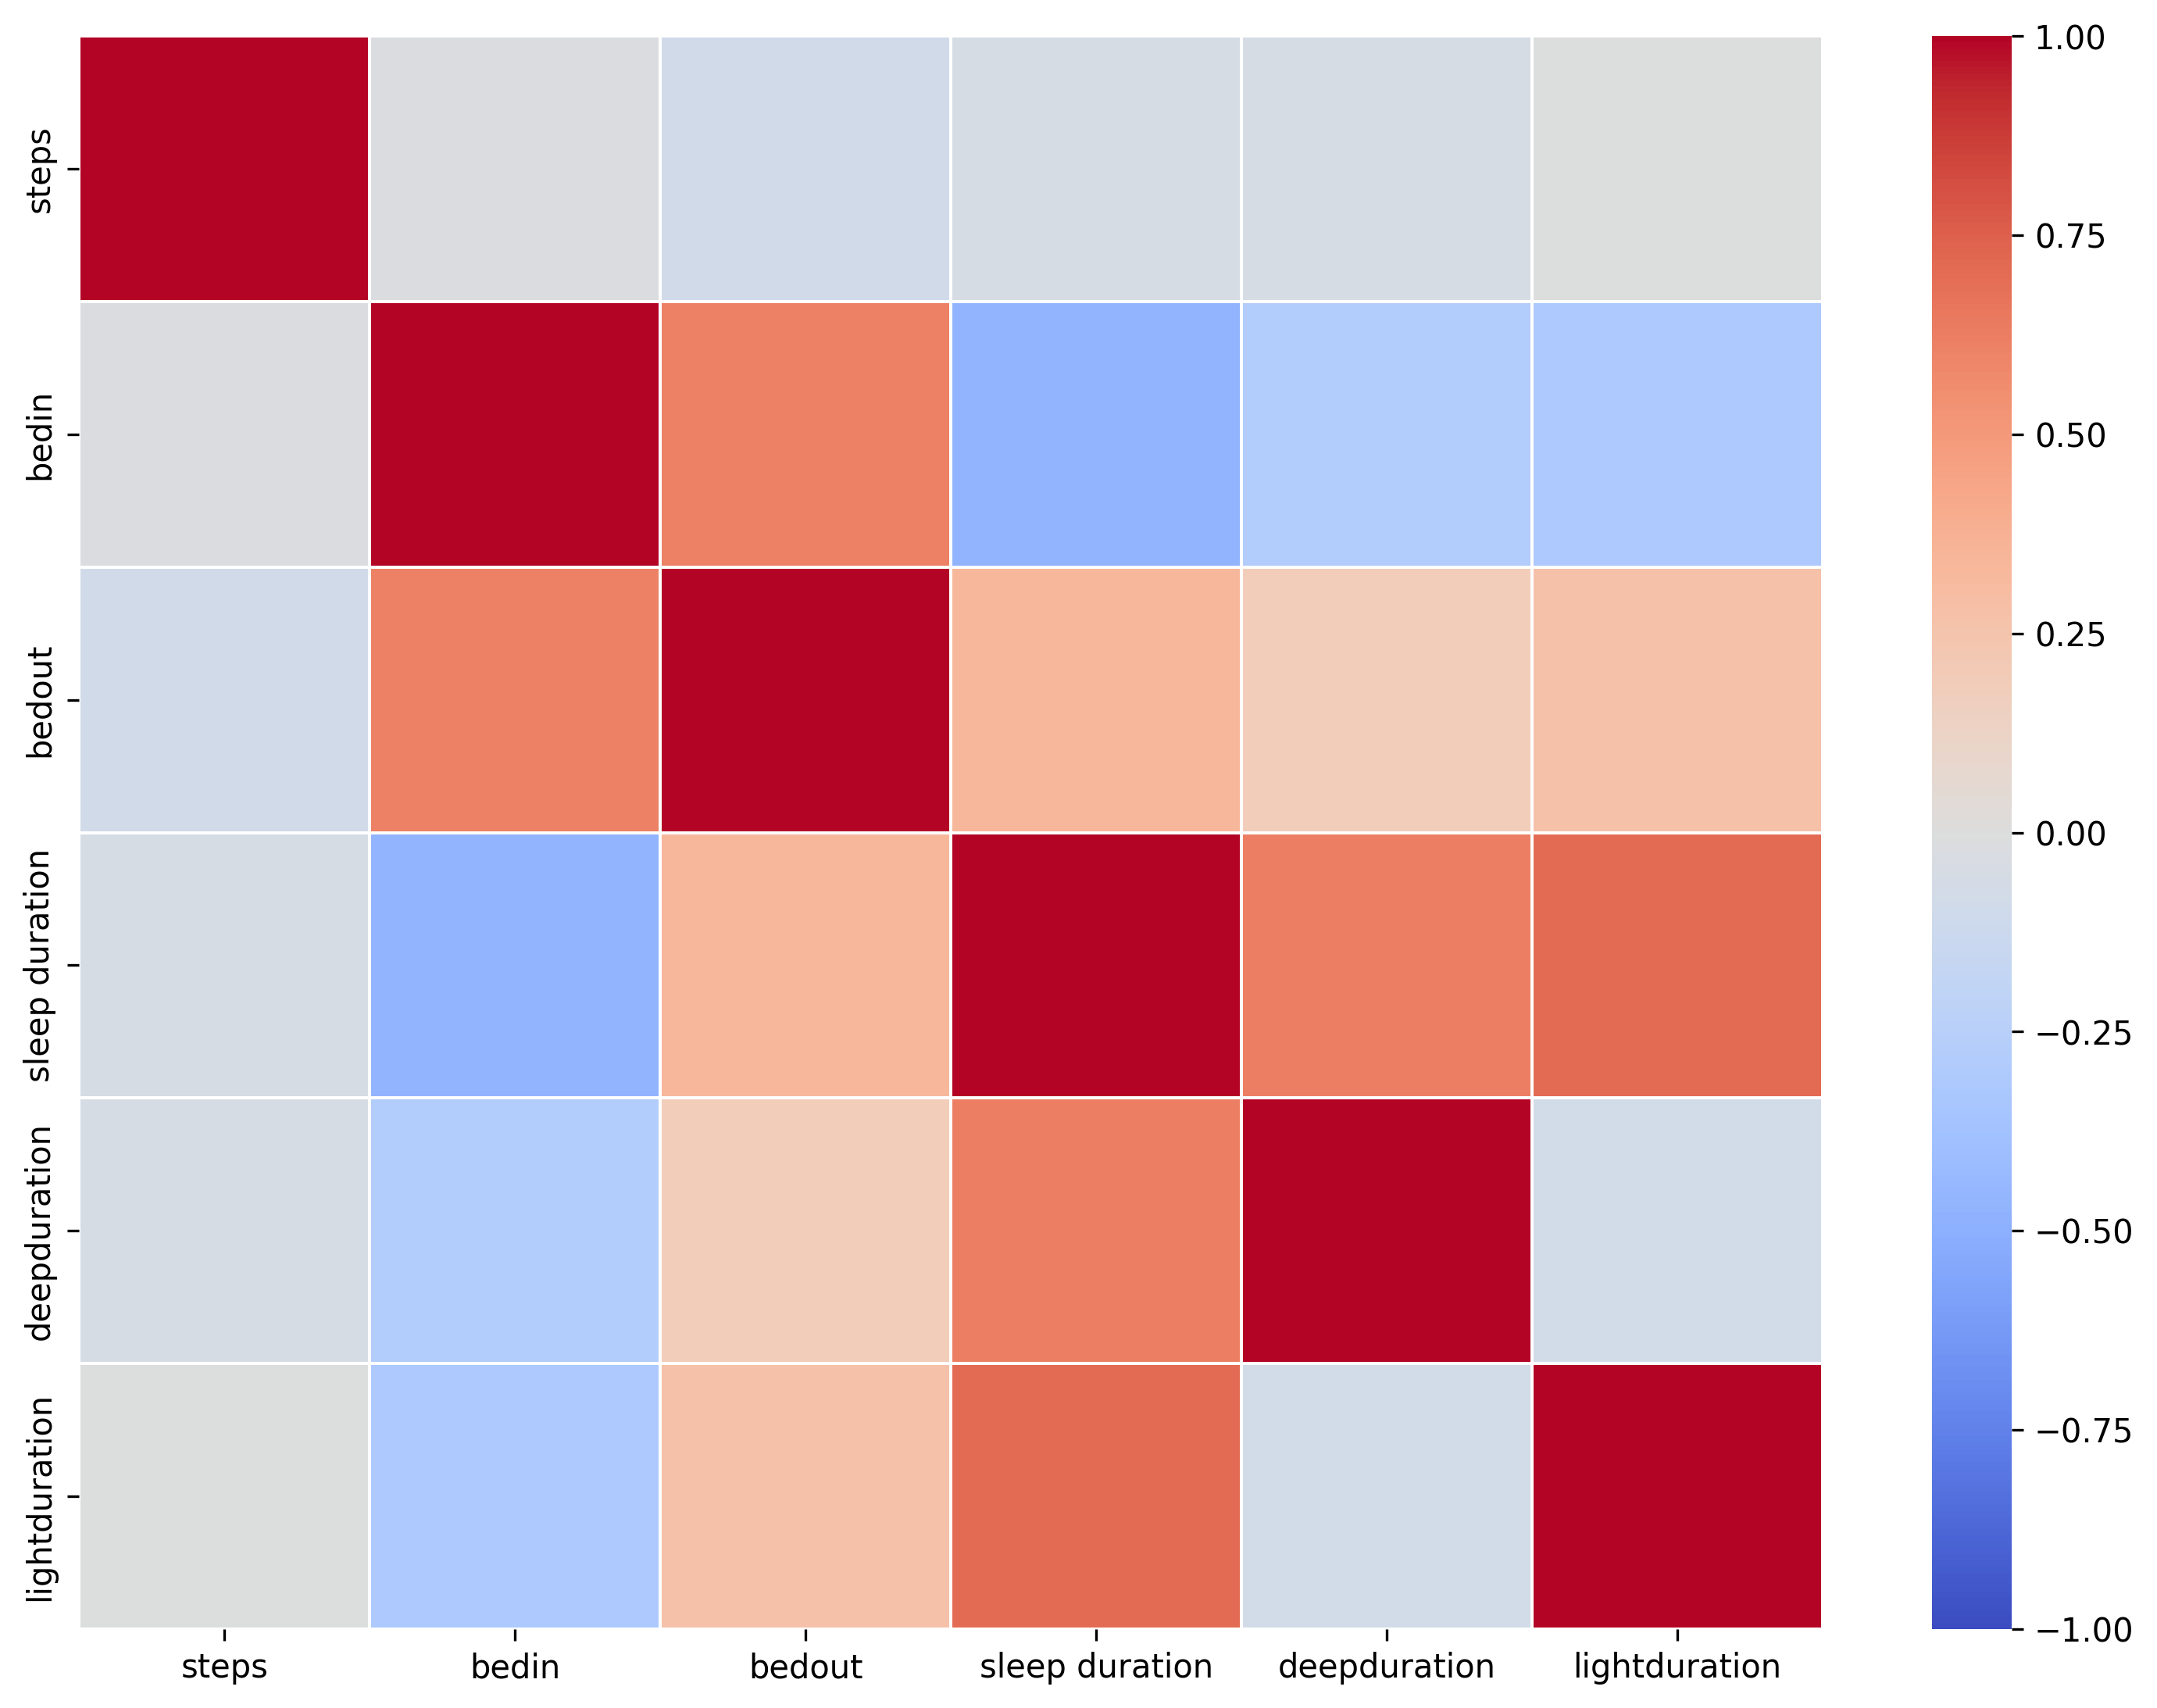 steps
bedin
bedout
sleep duration
deepduration
lightduration
steps
bedin
bedout
sleep duration
deepduration
lightduration
1.00
0.75
0.50
0.25
0.00
−0.25
−0.50
−0.75
−1.00